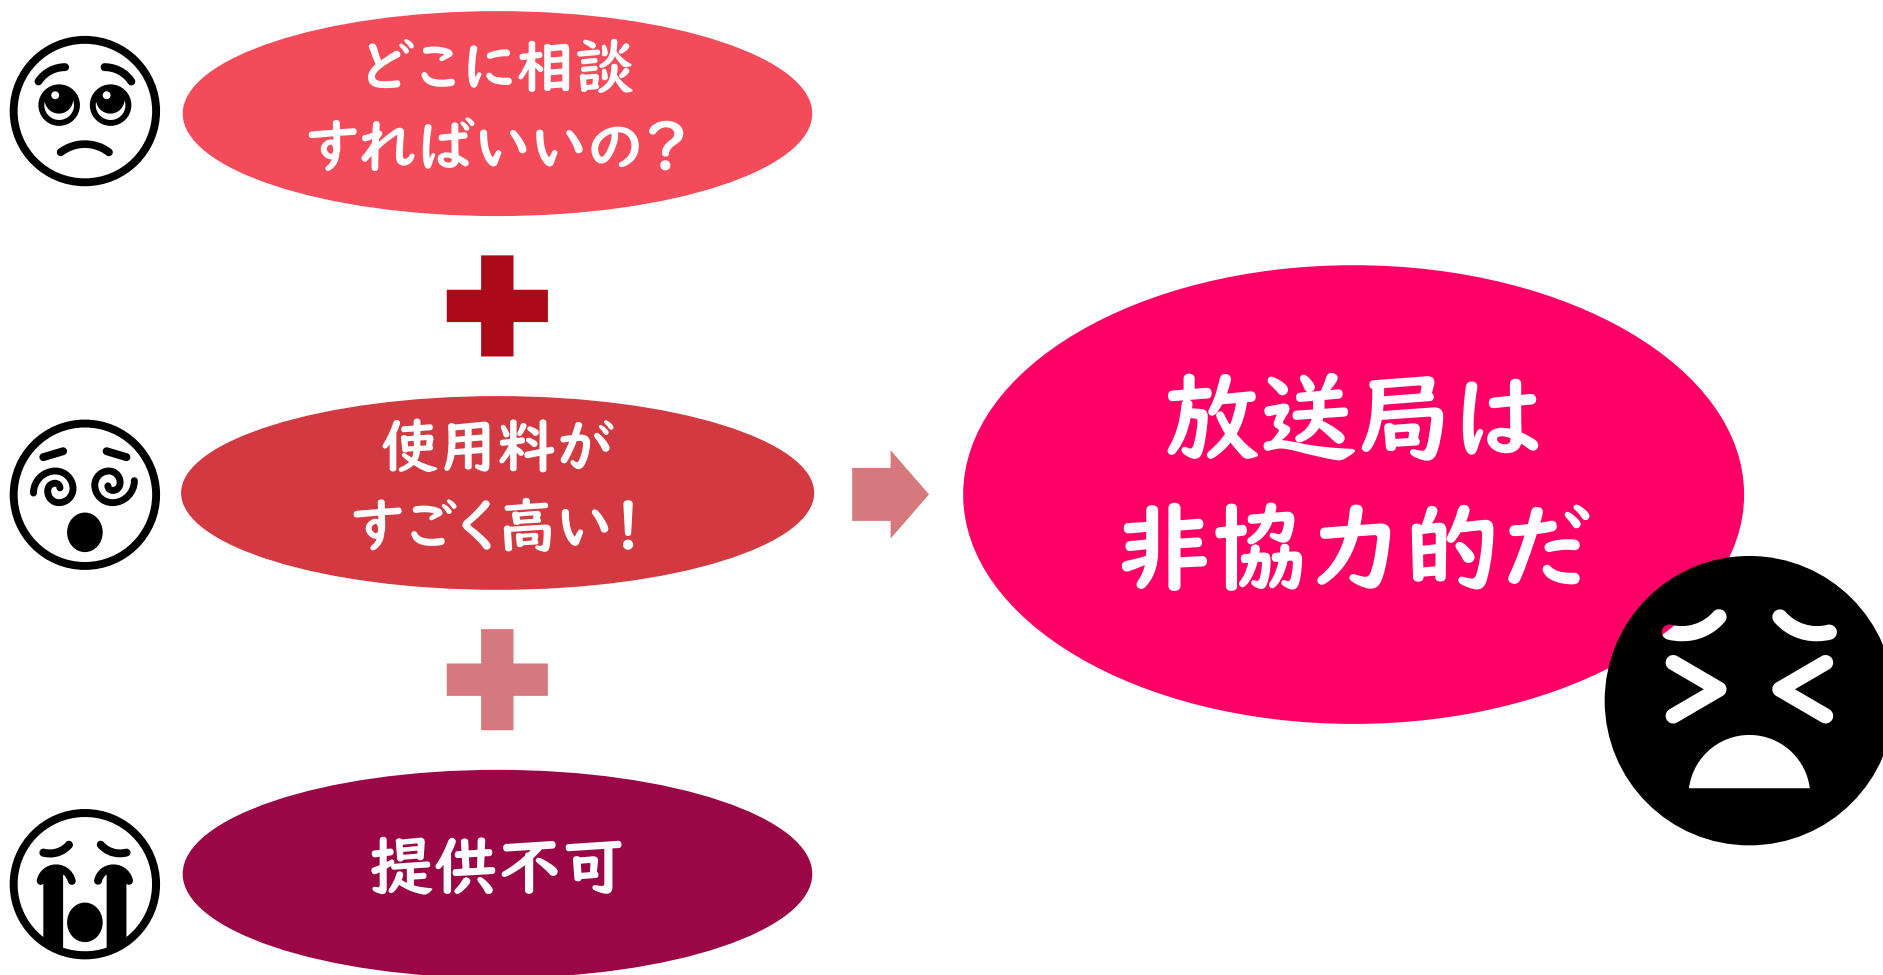 どこに相談
すればいいの？
使用料が
すごく高い！
提供不可
放送局は
非協力的だ